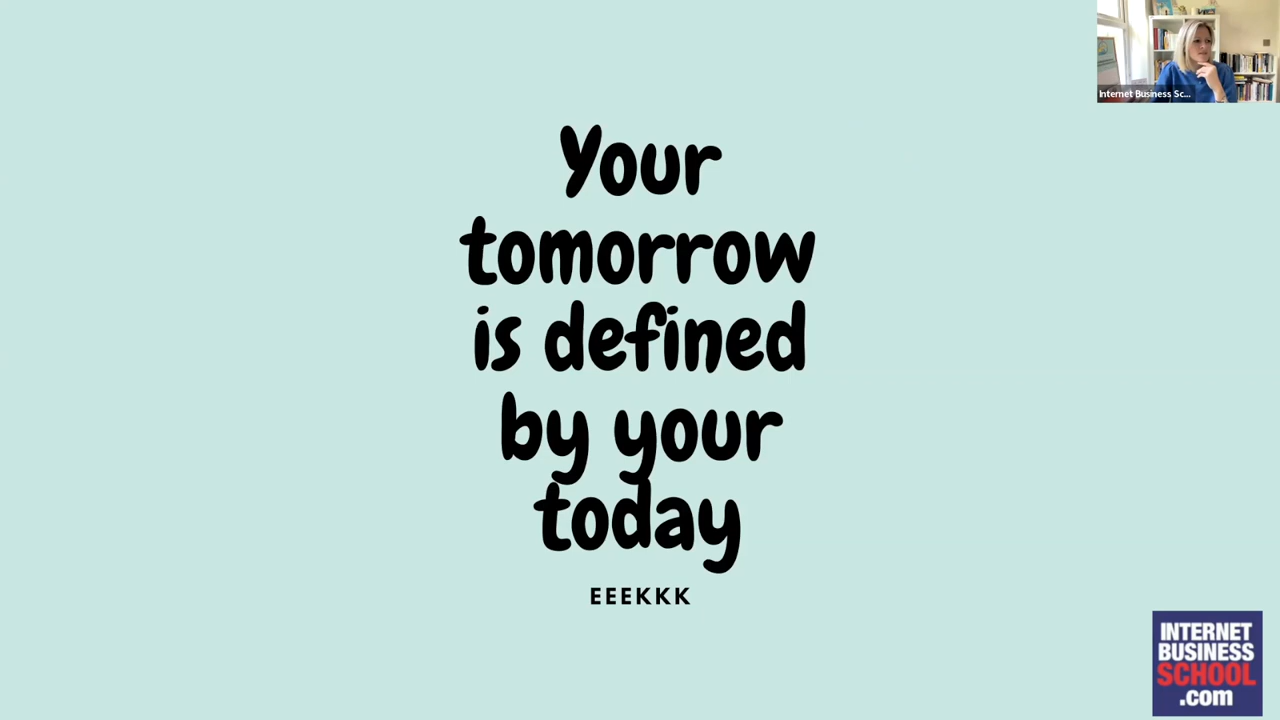 Internet Business Sc...
Your
tomorrow
is defined
by your
today
EEEKKK
INTERNET
BUSINESS
SCHOOL
.com